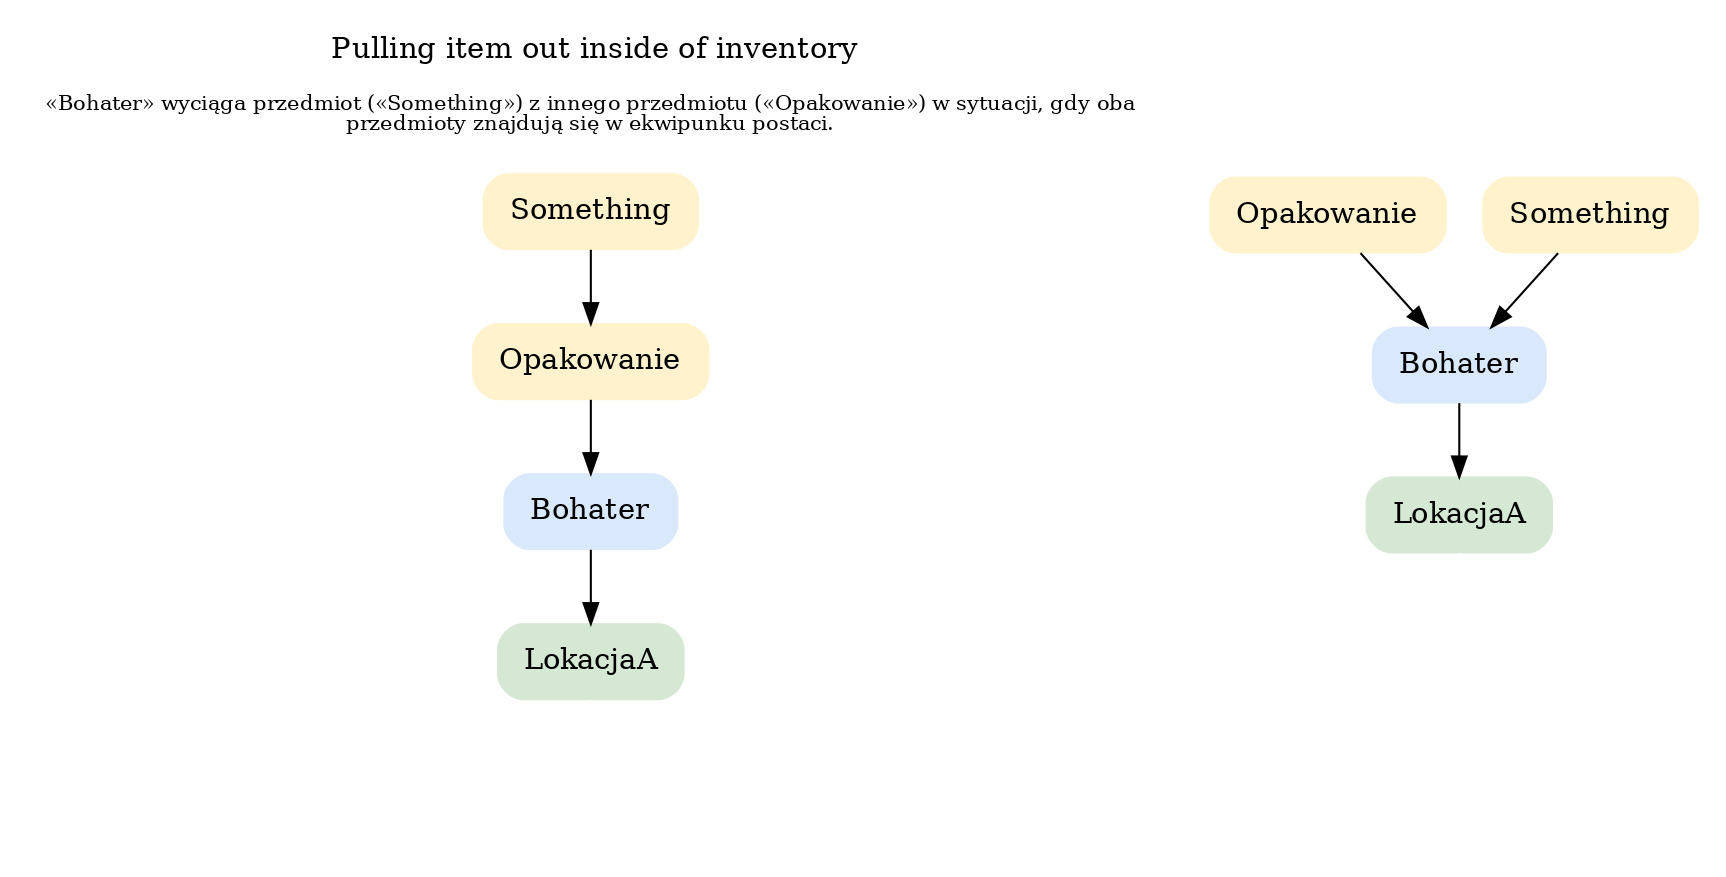 Pulling item out inside of inventory
«Bohater» wyciąga przedmiot («Something») z innego przedmiotu («Opakowanie») w sytuacji, gdy oba
przedmioty znajdują się w ekwipunku postaci.
Something
Opakowanie
Bohater
LokacjaA
Opakowanie
Something
Bohater
LokacjaA